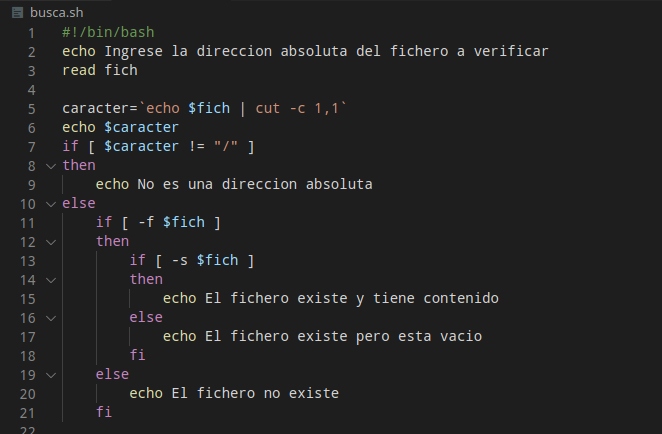 busca.sh
1 #!/bin/bash
2 echo Ingrese la direccion absoluta del fichero a verificar
3 read fich
4
5 caracter=`echo $fich | cut -c 1,1`
6 echo $caracter
7 if [ $caracter != "/" ]
8 then
9 echo No es una direccion absoluta
10 else
11 if [ -f $fich ]
12 then
13 if [ -s $fich ]
14 then
15 echo El fichero existe y tiene contenido
16 else
17 echo El fichero existe pero esta vacio
18 fi
19 else
20 echo El fichero no existe
21 fi
22